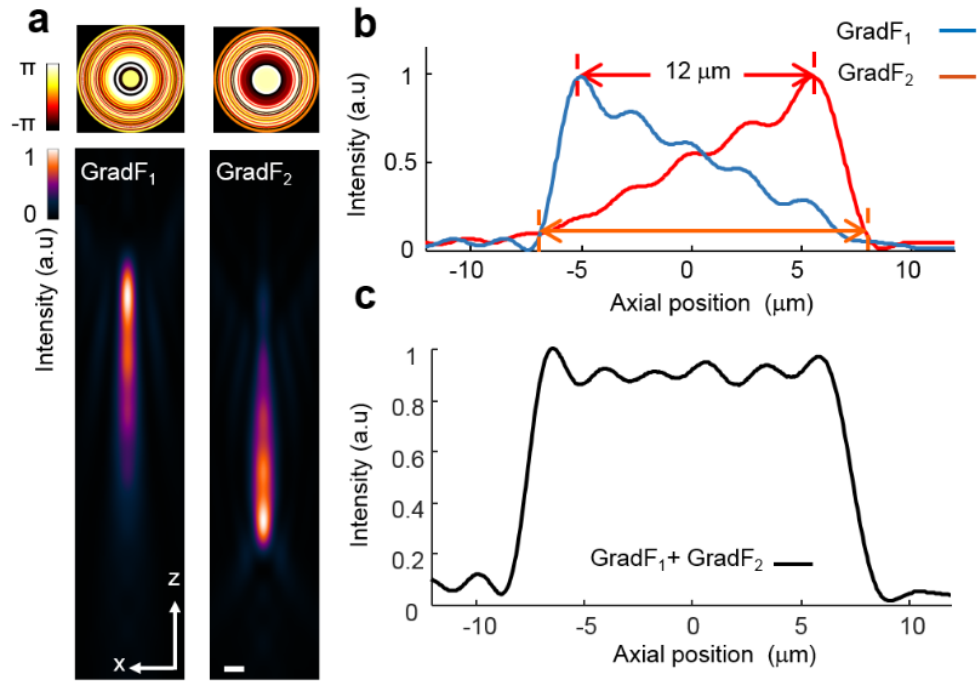 a
π
-π
1
0
Intensity (a.u)
GradF₁
GradF₂
z
x
b
GradF₁
GradF₂
12 μm
Intensity (a.u)
1
0.5
0
-10
-5
0
5
10
Axial position (μm)
c
Intensity (a.u)
1
0.8
0.6
0.4
0.2
0
GradF₁+ GradF₂
-10
-5
0
5
10
Axial position (μm)